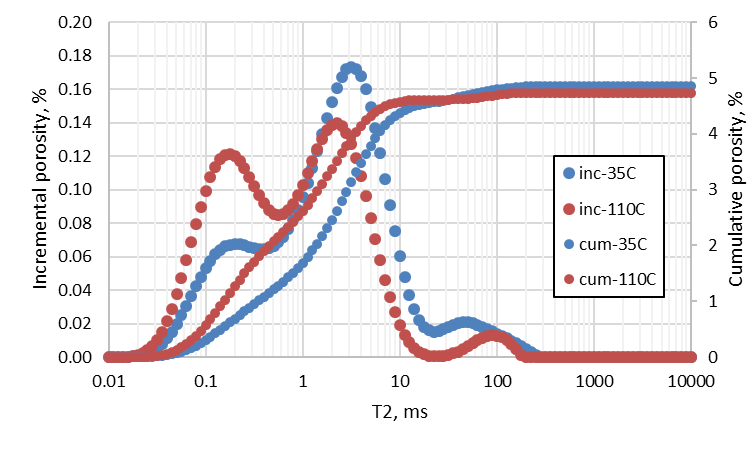 0.20
0.18
0.16
0.14
0.12
0.10
0.08
0.06
0.04
0.02
0.00
Incremental porosity, %
6
5
4
3
2
1
0
Cumulative porosity, %
inc-35C
inc-110C
cum-35C
cum-110C
0.01 0.1 1 10 100 1000 10000
T2, ms